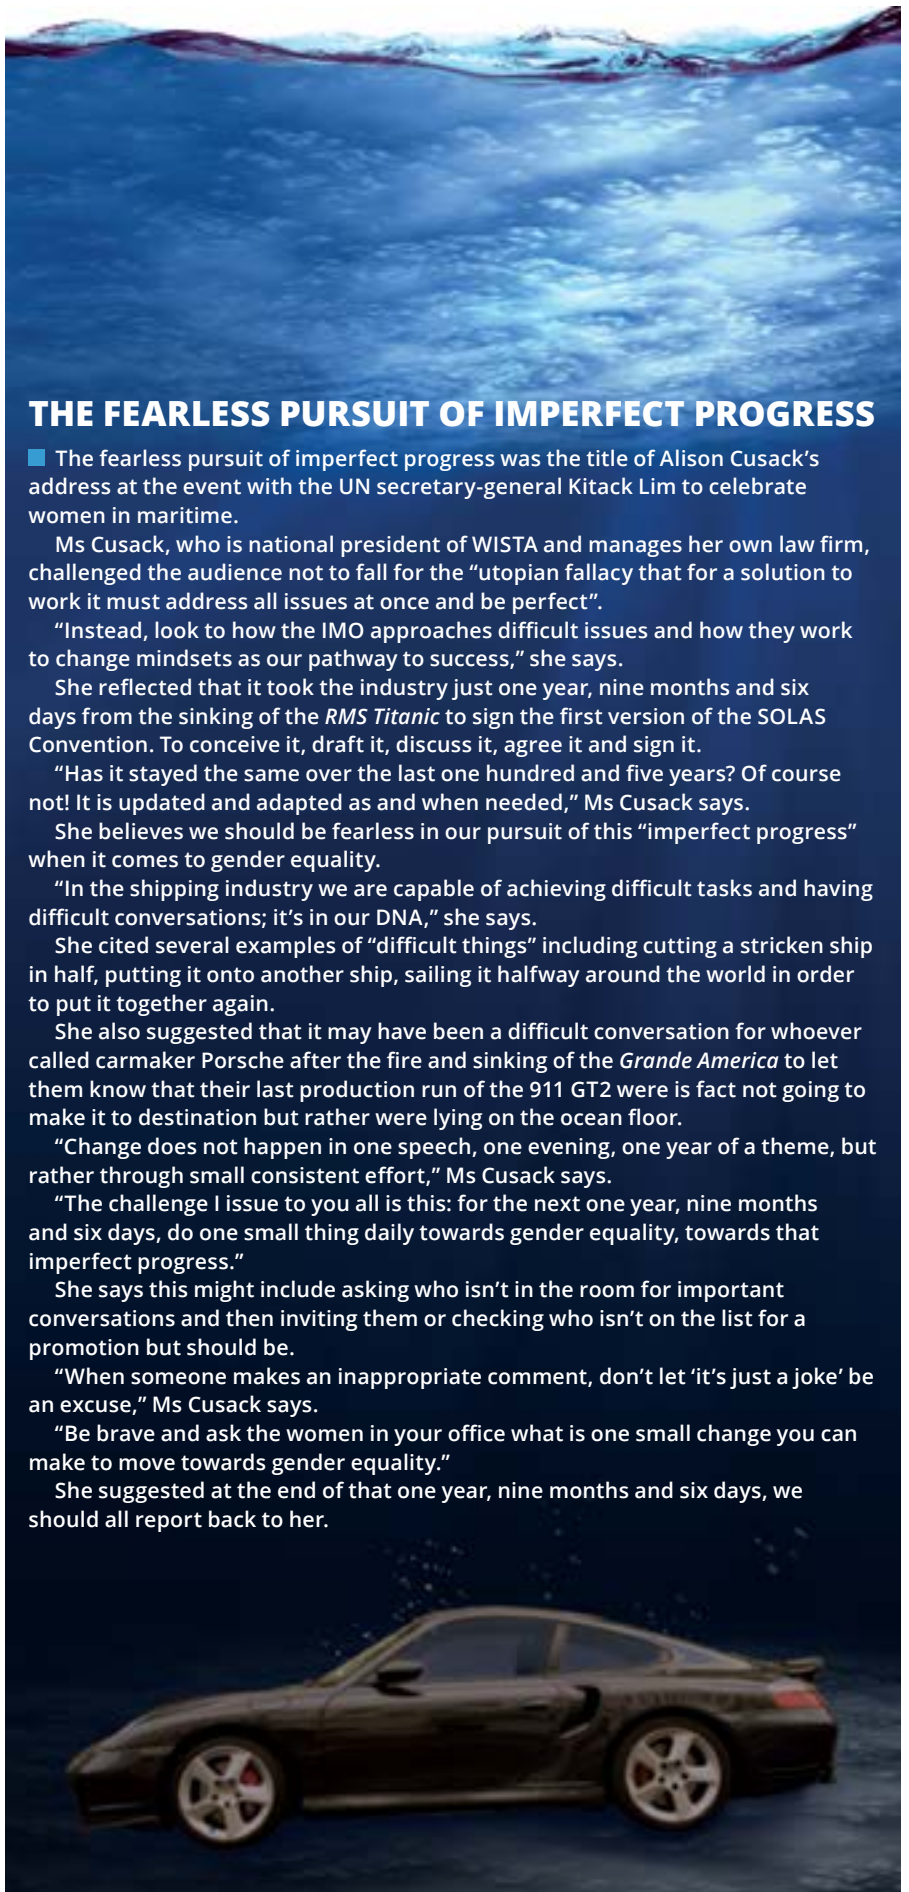 THE FEARLESS PURSUIT OF IMPERFECT PROGRESS
The fearless pursuit of imperfect progress was the title of Alison Cusack’s
address at the event with the UN secretary-general Kitack Lim to celebrate
women in maritime.
Ms Cusack, who is national president of WISTA and manages her own law firm,
challenged the audience not to fall for the “utopian fallacy that for a solution to
work it must address all issues at once and be perfect”.
“Instead, look to how the IMO approaches difficult issues and how they work
to change mindsets as our pathway to success,” she says.
She reflected that it took the industry just one year, nine months and six
days from the sinking of the RMS Titanic to sign the first version of the SOLAS
Convention. To conceive it, draft it, discuss it, agree it and sign it.
“Has it stayed the same over the last one hundred and five years? Of course
not! It is updated and adapted as and when needed,” Ms Cusack says.
She believes we should be fearless in our pursuit of this “imperfect progress”
when it comes to gender equality.
“In the shipping industry we are capable of achieving difficult tasks and having
difficult conversations; it’s in our DNA,” she says.
She cited several examples of “difficult things” including cutting a stricken ship
in half, putting it onto another ship, sailing it halfway around the world in order
to put it together again.
She also suggested that it may have been a difficult conversation for whoever
called carmaker Porsche after the fire and sinking of the Grande America to let
them know that their last production run of the 911 GT2 were is fact not going to
make it to destination but rather were lying on the ocean floor.
“Change does not happen in one speech, one evening, one year of a theme, but
rather through small consistent effort,” Ms Cusack says.
“The challenge I issue to you all is this: for the next one year, nine months
and six days, do one small thing daily towards gender equality, towards that
imperfect progress.”
She says this might include asking who isn’t in the room for important
conversations and then inviting them or checking who isn’t on the list for a
promotion but should be.
“When someone makes an inappropriate comment, don’t let ‘it’s just a joke’ be
an excuse,” Ms Cusack says.
“Be brave and ask the women in your office what is one small change you can
make to move towards gender equality.”
She suggested at the end of that one year, nine months and six days, we
should all report back to her.